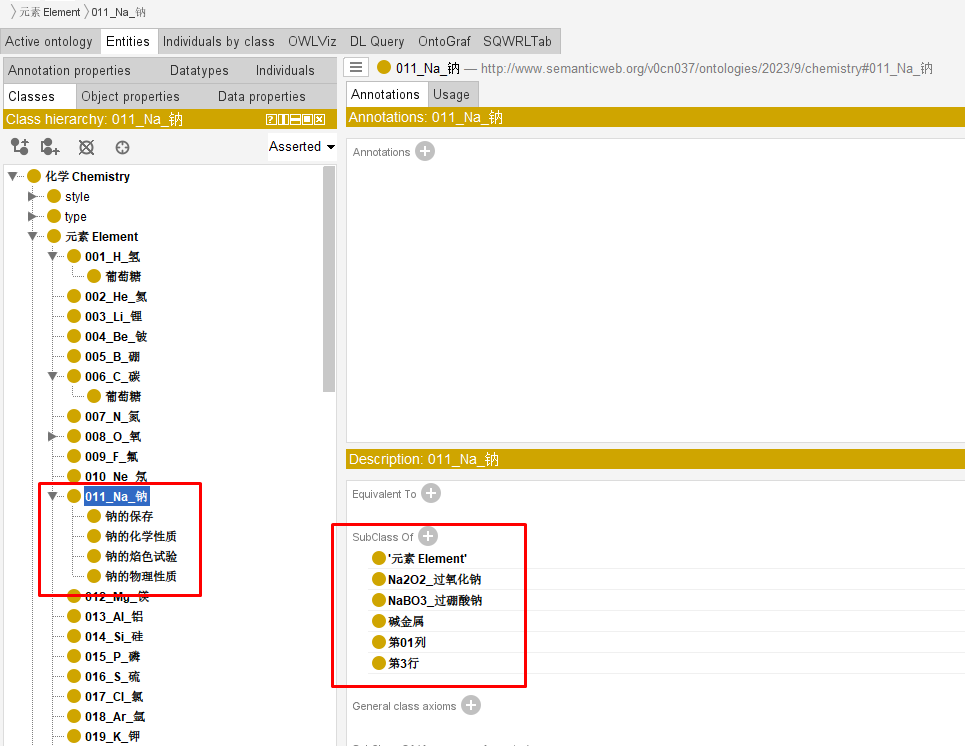 元素 Element 011_Na_钠
Active ontology Entities Individuals by class OWLViz DL Query OntoGraf SQWRLTab
Annotation properties Datatypes Individuals
Classes Object properties Data properties
Class hierarchy: 011_Na_钠
Asserted
化学 Chemistry
style
type
元素 Element
001_H_氢
葡萄糖
002_He_氦
003_Li_锂
004_Be_铍
005_B_硼
006_C_碳
葡萄糖
007_N_氮
008_O_氧
009_F_氟
010_Ne_氖
011_Na_钠
钠的保存
钠的化学性质
钠的焰色试验
钠的物理性质
012_Mg_镁
013_Al_铝
014_Si_硅
015_P_磷
016_S_硫
017_Cl_氯
018_Ar_氩
019_K_钾
011_Na_钠 — http://www.semanticweb.org/v0cn037/ontologies/2023/9/chemistry#011_Na_钠
Annotations Usage
Annotations: 011_Na_钠
Annotations
Description: 011_Na_钠
Equivalent To
SubClass Of
'元素 Element'
Na2O2_过氧化钠
NaBO3_过硼酸钠
碱金属
第01列
第3行
General class axioms